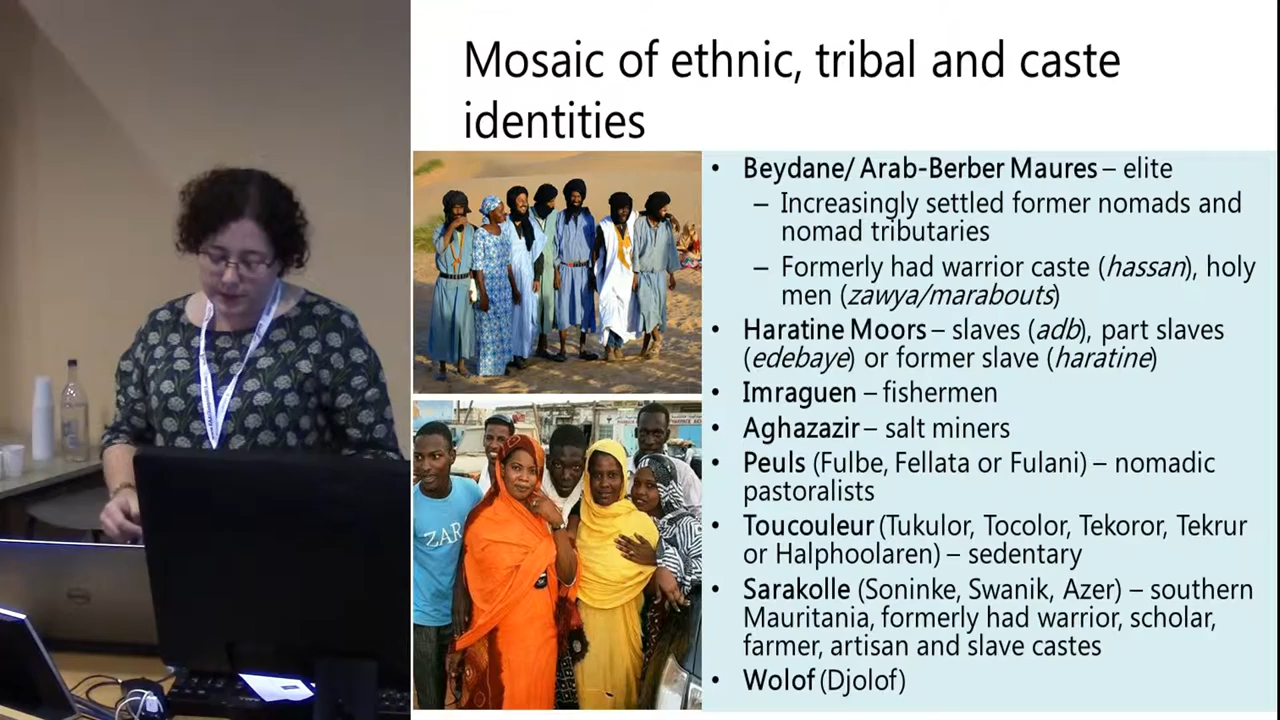 Mosaic of ethnic, tribal and caste
identities
• Beydane/ Arab-Berber Maures – elite
– Increasingly settled former nomads and
nomad tributaries
– Formerly had warrior caste (hassan), holy
men (zawya/marabouts)
• Haratine Moors – slaves (adb), part slaves
(edebaye) or former slave (haratine)
• Imraguen – fishermen
• Aghazazir – salt miners
• Peuls (Fulbe, Fellata or Fulani) – nomadic
pastoralists
• Toucouleur (Tukulor, Tocolor, Tekoror, Tekrur
or Halphoolaren) – sedentary
• Sarakolle (Soninke, Swanik, Azer) – southern
Mauritania, formerly had warrior, scholar,
farmer, artisan and slave castes
• Wolof (Djolof)
ZAR